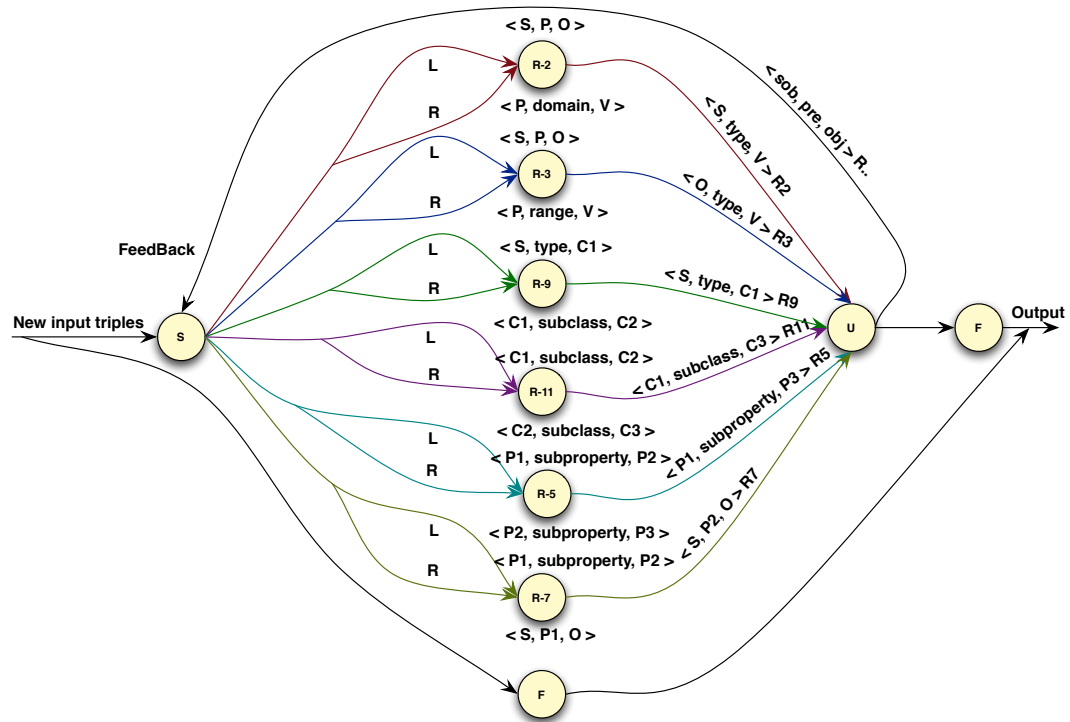 < S, P, O >
R-2
L
R
< P, domain, V >
< sob, pre, obj > R..
< S, type, V > R2
< S, P, O >
L
R-3
R
< P, range, V >
< O, type, V > R3
FeedBack
< S, type, C1 >
L
R-9
R
< S, type, C1 > R9
< C1, subclass, C2 >
New input triples
S
U
F
Output
L
< C1, subclass, C2 >
R
R-11
< C1, subclass, C3 > R11
< C2, subclass, C3 >
L
< P1, subproperty, P2 >
R
R-5
< P1, subproperty, P3 > R5
< P2, subproperty, P3 >
L
< P1, subproperty, P2 >
R
R-7
< S, P2, O > R7
< S, P1, O >
F